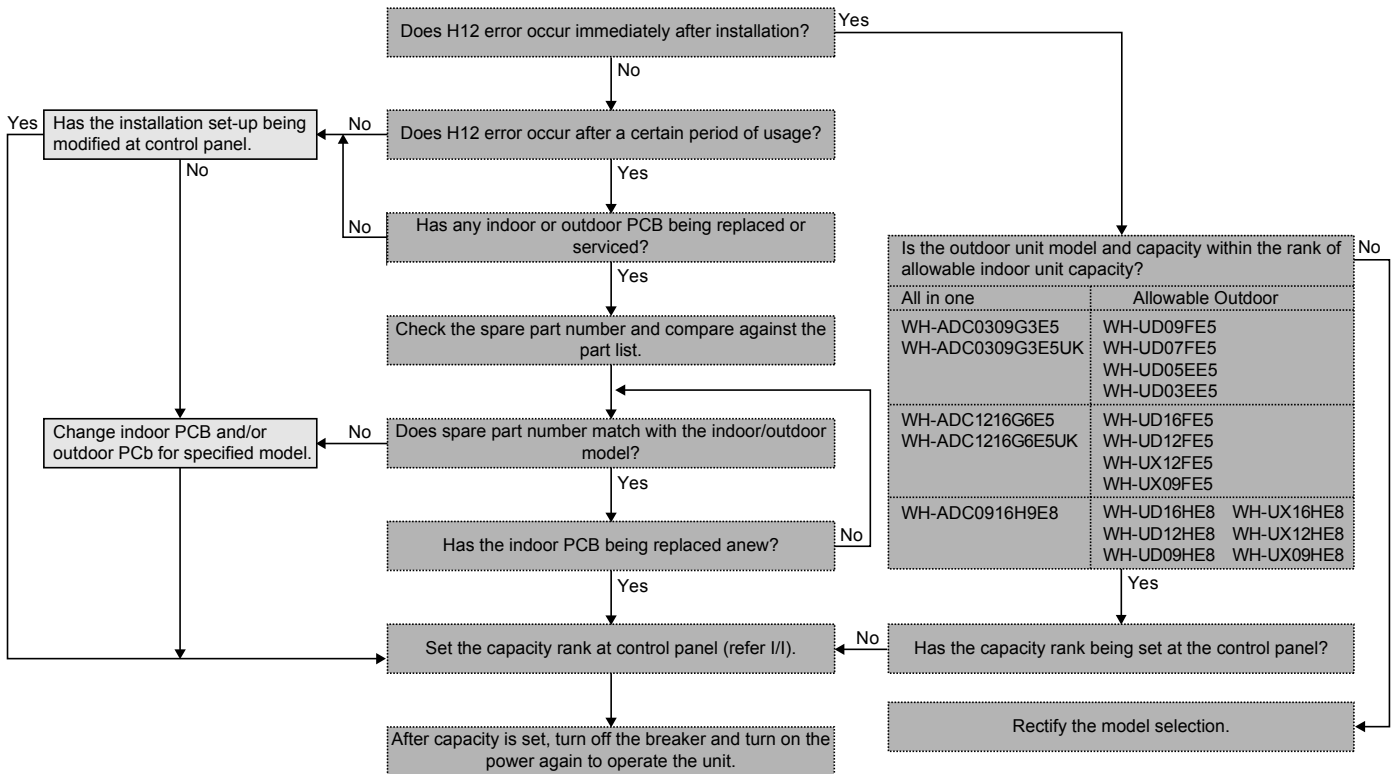 Does H12 error occur immediately after installation?
Yes
No
Yes
Has the installation set-up being
modified at control panel.
No
Does H12 error occur after a certain period of usage?
No
Yes
No
Has any indoor or outdoor PCB being replaced or
serviced?
Yes
Is the outdoor unit model and capacity within the rank of
allowable indoor unit capacity?
No
All in one
Allowable Outdoor
WH-ADC0309G3E5
WH-UD09FE5
WH-ADC0309G3E5UK
WH-UD07FE5
WH-UD05EE5
WH-UD03EE5
WH-ADC1216G6E5
WH-UD16FE5
WH-ADC1216G6E5UK
WH-UD12FE5
WH-UX12FE5
WH-UX09FE5
WH-ADC0916H9E8
WH-UD16HE8 WH-UX16HE8
WH-UD12HE8 WH-UX12HE8
WH-UD09HE8 WH-UX09HE8
Yes
Check the spare part number and compare against the
part list.
Change indoor PCB and/or
outdoor PCb for specified model.
No
Does spare part number match with the indoor/outdoor
model?
Yes
Has the indoor PCB being replaced anew?
No
Yes
Set the capacity rank at control panel (refer I/I).
No
Has the capacity rank being set at the control panel?
Rectify the model selection.
After capacity is set, turn off the breaker and turn on the
power again to operate the unit.